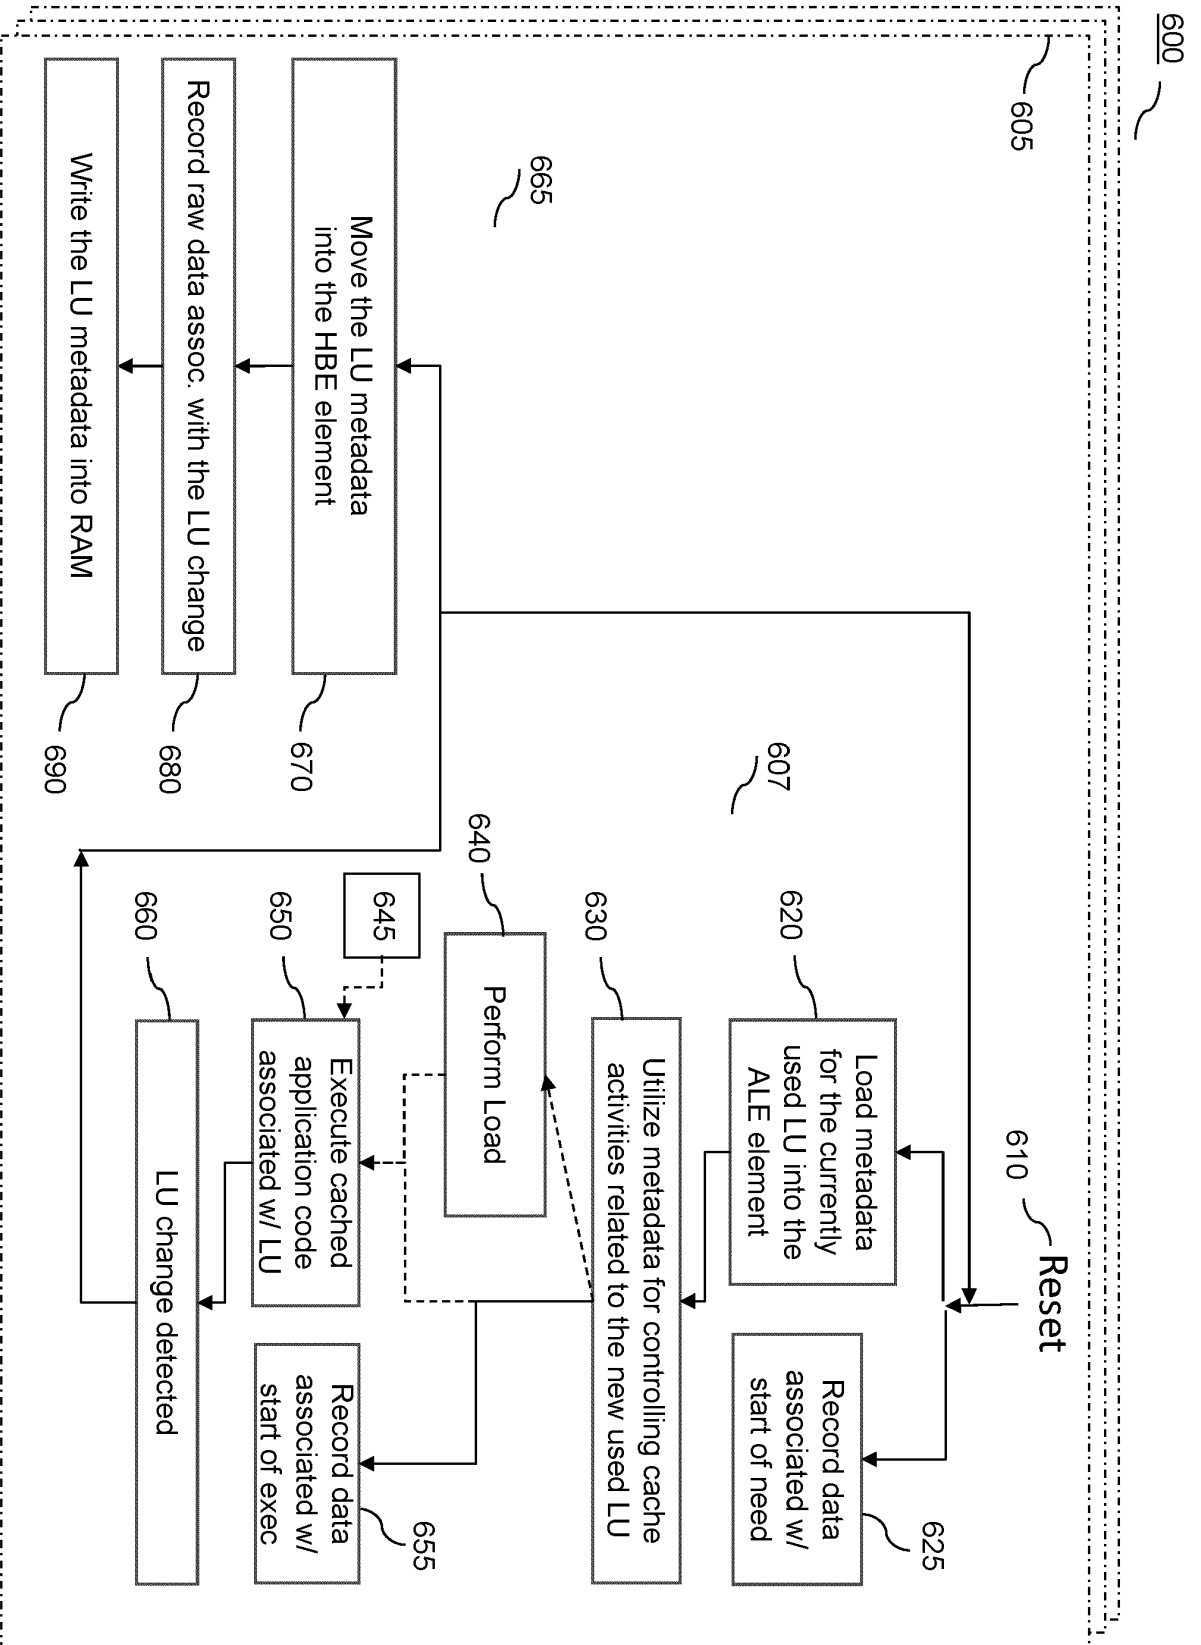 600
605
610
Reset
620
Load metadata
for the currently
used LU into the
ALE element
625
Record data
associated w/
start of need
607
630
Utilize metadata for controlling cache
activities related to the new used LU
640
Perform Load
645
650
Execute cached
application code
associated w/ LU
655
Record data
associated w/
start of exec
660
LU change detected
665
Move the LU metadata
into the HBE element
670
Record raw data assoc. with the LU change
680
Write the LU metadata into RAM
690